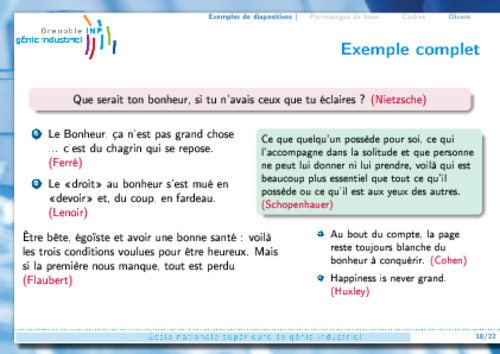 Grenoble INP
génie industriel
Exemples de diapositives | Formatages de base Cadres Divers
Exemple complet
Que serait ton bonheur, si tu n'avais ceux que tu éclaires ? (Nietzsche)
Le Bonheur, ça n'est pas grand chose
... c'est du chagrin qui se repose.
(Ferré)
Le «droit» au bonheur s'est mué en
«devoir» et, du coup, en fardeau.
(Lenoir)
Ce que quelqu'un possède pour soi, ce qui
l'accompagne dans la solitude et que personne
ne peut lui donner ni lui prendre, voilà qui est
beaucoup plus essentiel que tout ce qu'il
possède ou ce qu'il est aux yeux des autres.
(Schopenhauer)
Être bête, égoïste et avoir une bonne santé : voilà
les trois conditions voulues pour être heureux. Mais
si la première nous manque, tout est perdu.
(Flaubert)
Au bout du compte, la page
reste toujours blanche du
bonheur à conquérir. (Cohen)
Happiness is never grand.
(Huxley)
École nationale supérieure de génie industriel
18/22